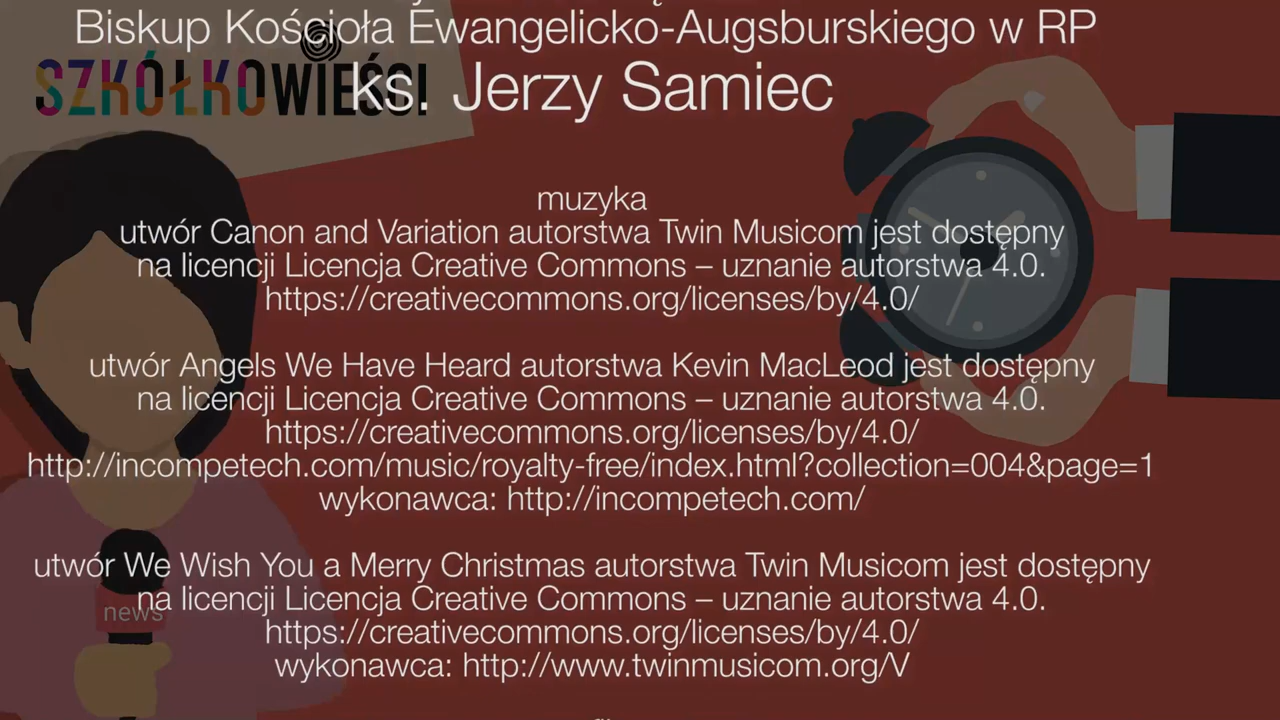 Biskup Kościoła Ewangelicko-Augsburskiego w RP
SZKÓŁKOWIEŚCI
ks. Jerzy Samiec
muzyka
utwór Canon and Variation autorstwa Twin Musicom jest dostępny
na licencji Licencja Creative Commons – uznanie autorstwa 4.0.
https://creativecommons.org/licenses/by/4.0/
utwór Angels We Have Heard autorstwa Kevin MacLeod jest dostępny
na licencji Licencja Creative Commons – uznanie autorstwa 4.0.
https://creativecommons.org/licenses/by/4.0/
http://incompetech.com/music/royalty-free/index.html?collection=004&page=1
wykonawca: http://incompetech.com/
utwór We Wish You a Merry Christmas autorstwa Twin Musicom jest dostępny
na licencji Licencja Creative Commons – uznanie autorstwa 4.0.
news
https://creativecommons.org/licenses/by/4.0/
wykonawca: http://www.twinmusicom.org/V